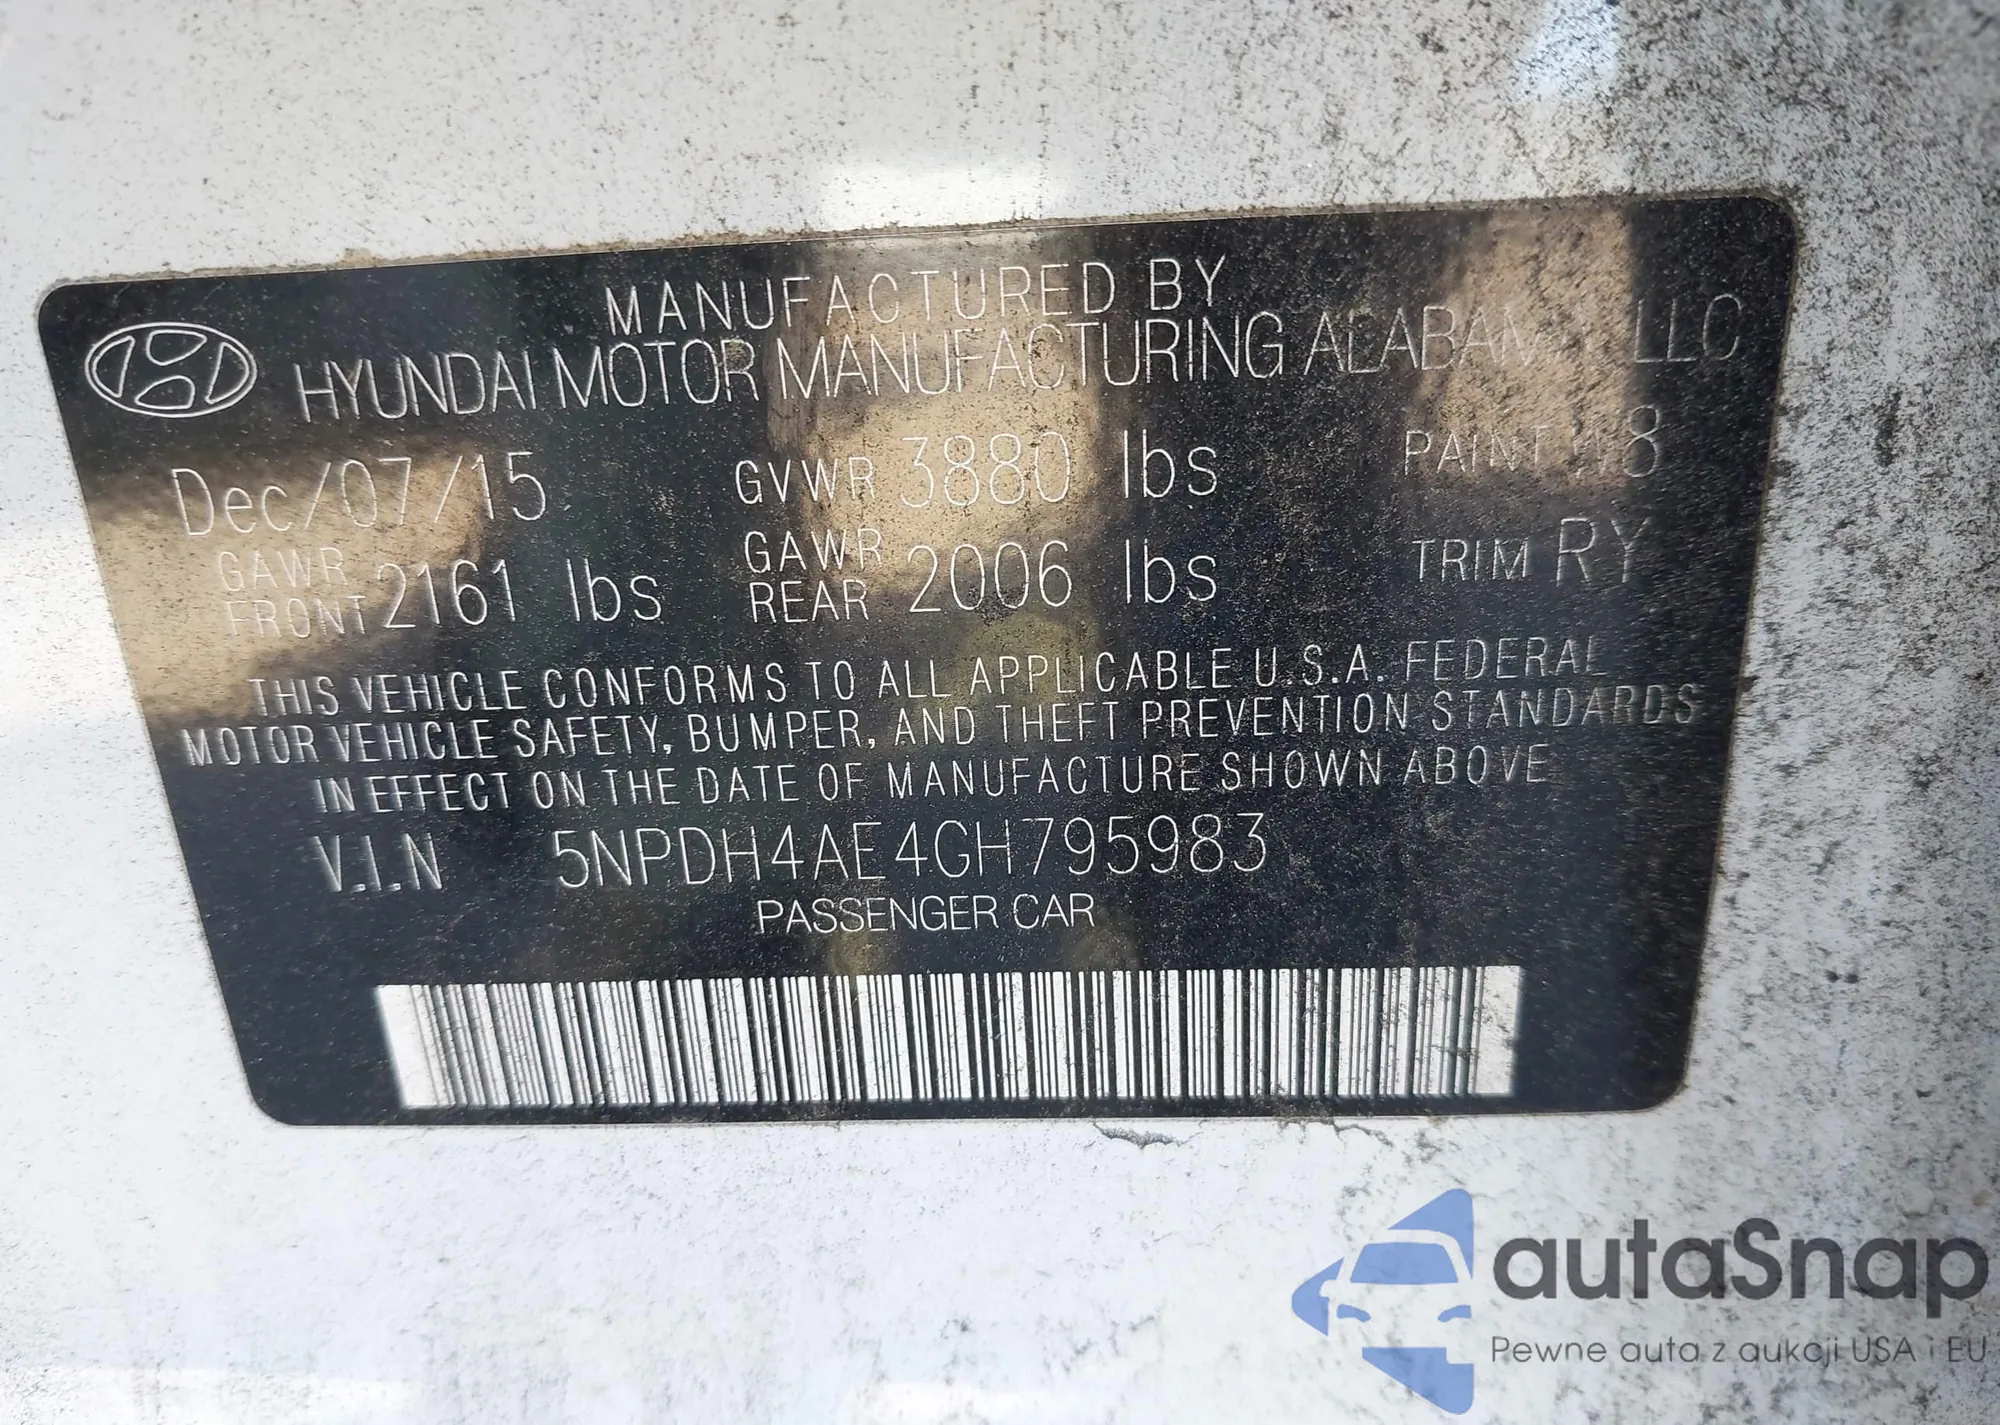 MANUFACTURED BY
HYUNDAI MOTOR MANUFACTURING ALABAMA LLC
Dec/07/15 GVWR 3880 lbs PAINT W8
GAWR FRONT 2161 lbs GAWR REAR 2006 lbs TRIM RY
THIS VEHICLE CONFORMS TO ALL APPLICABLE U.S.A. FEDERAL
MOTOR VEHICLE SAFETY, BUMPER, AND THEFT PREVENTION STANDARDS
IN EFFECT ON THE DATE OF MANUFACTURE SHOWN ABOVE
V.I.N 5NPDH4AE4GH795983
PASSENGER CAR
autaSnap
Pewne auta z aukcji USA i EU